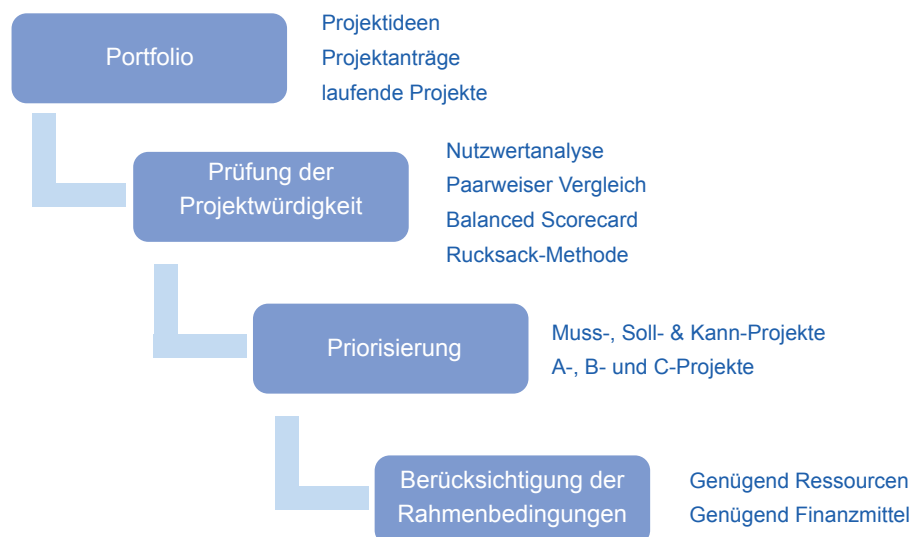 Portfolio
Projektideen
Projektanträge
laufende Projekte
Prüfung der
Projektwürdigkeit
Nutzwertanalyse
Paarweiser Vergleich
Balanced Scorecard
Rucksack-Methode
Priorisierung
Muss-, Soll- & Kann-Projekte
A-, B- und C-Projekte
Berücksichtigung der
Rahmenbedingungen
Genügend Ressourcen
Genügend Finanzmittel